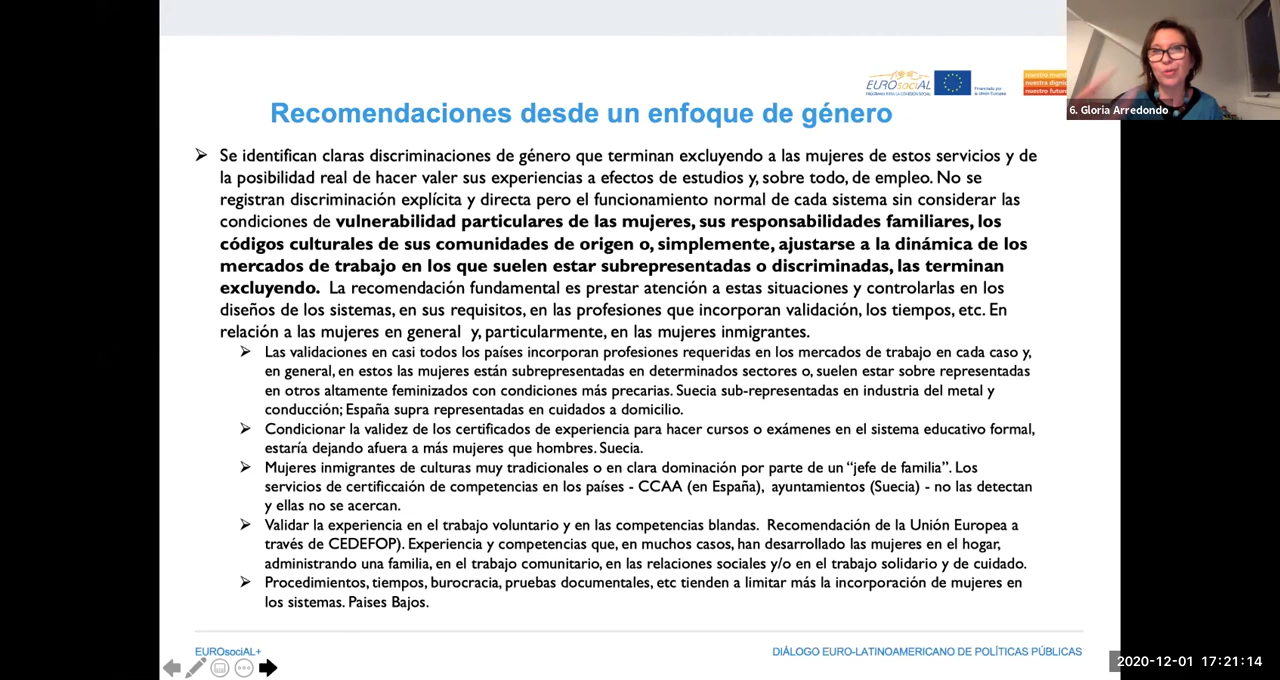 EUROsociAL
PROGRAMA PARA LA COHESIÓN SOCIAL
Financiado por
la Unión Europea
nuestro
nuestra
nuestro futuro
6. Gloria Arredondo
Recomendaciones desde un enfoque de género
Se identifican claras discriminaciones de género que terminan excluyendo a las mujeres de estos servicios y de
la posibilidad real de hacer valer sus experiencias a efectos de estudios y, sobre todo, de empleo. No se
registran discriminación explícita y directa pero el funcionamiento normal de cada sistema sin considerar las
condiciones de vulnerabilidad particulares de las mujeres, sus responsabilidades familiares, los
códigos culturales de sus comunidades de origen o, simplemente, ajustarse a la dinámica de los
mercados de trabajo en los que suelen estar subrepresentadas o discriminadas, las terminan
excluyendo. La recomendación fundamental es prestar atención a estas situaciones y controlarlas en los
diseños de los sistemas, en sus requisitos, en las profesiones que incorporan validación, los tiempos, etc. En
relación a las mujeres en general y, particularmente, en las mujeres inmigrantes.
Las validaciones en casi todos los países incorporan profesiones requeridas en los mercados de trabajo en cada caso y,
en general, en estos las mujeres están subrepresentadas en determinados sectores o, suelen estar sobre representadas
en otros altamente feminizados con condiciones más precarias. Suecia sub-representadas en industria del metal y
conducción; España supra representadas en cuidados a domicilio.
Condicionar la validez de los certificados de experiencia para hacer cursos o exámenes en el sistema educativo formal,
estaría dejando afuera a más mujeres que hombres. Suecia.
Mujeres inmigrantes de culturas muy tradicionales o en clara dominación por parte de un “jefe de familia”. Los
servicios de certificcaión de competencias en los países - CCAA (en España), ayuntamientos (Suecia) - no las detectan
y ellas no se acercan.
Validar la experiencia en el trabajo voluntario y en las competencias blandas. Recomendación de la Unión Europea a
través de CEDEFOP). Experiencia y competencias que, en muchos casos, han desarrollado las mujeres en el hogar,
administrando una familia, en el trabajo comunitario, en las relaciones sociales y/o en el trabajo solidario y de cuidado.
Procedimientos, tiempos, burocracia, pruebas documentales, etc tienden a limitar más la incorporación de mujeres en
los sistemas. Paises Bajos.
EUROsociAL+
DIÁLOGO EURO-LATINOAMERICANO DE POLÍTICAS PÚBLICAS
2020-12-01 17:21:14